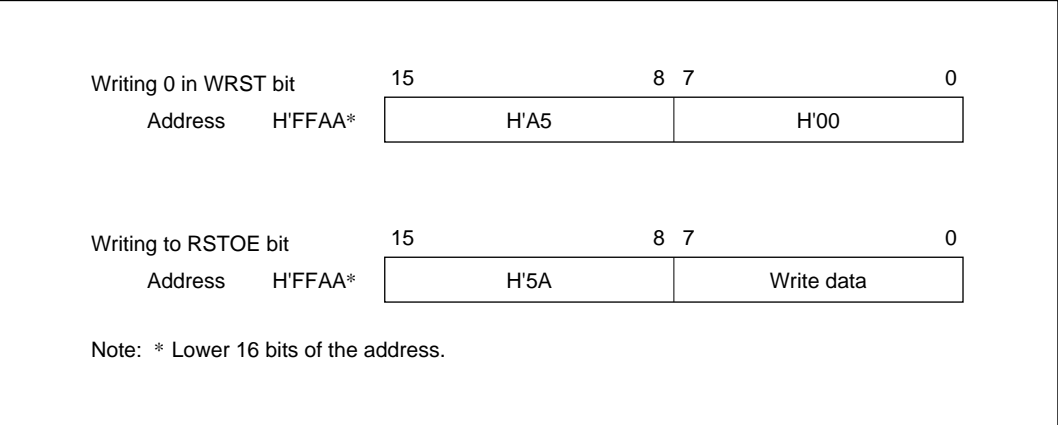 Writing 0 in WRST bit 15 8 7 0
Address H'FFAA* H'A5 H'00
Writing to RSTOE bit 15 8 7 0
Address H'FFAA* H'5A Write data
Note: * Lower 16 bits of the address.